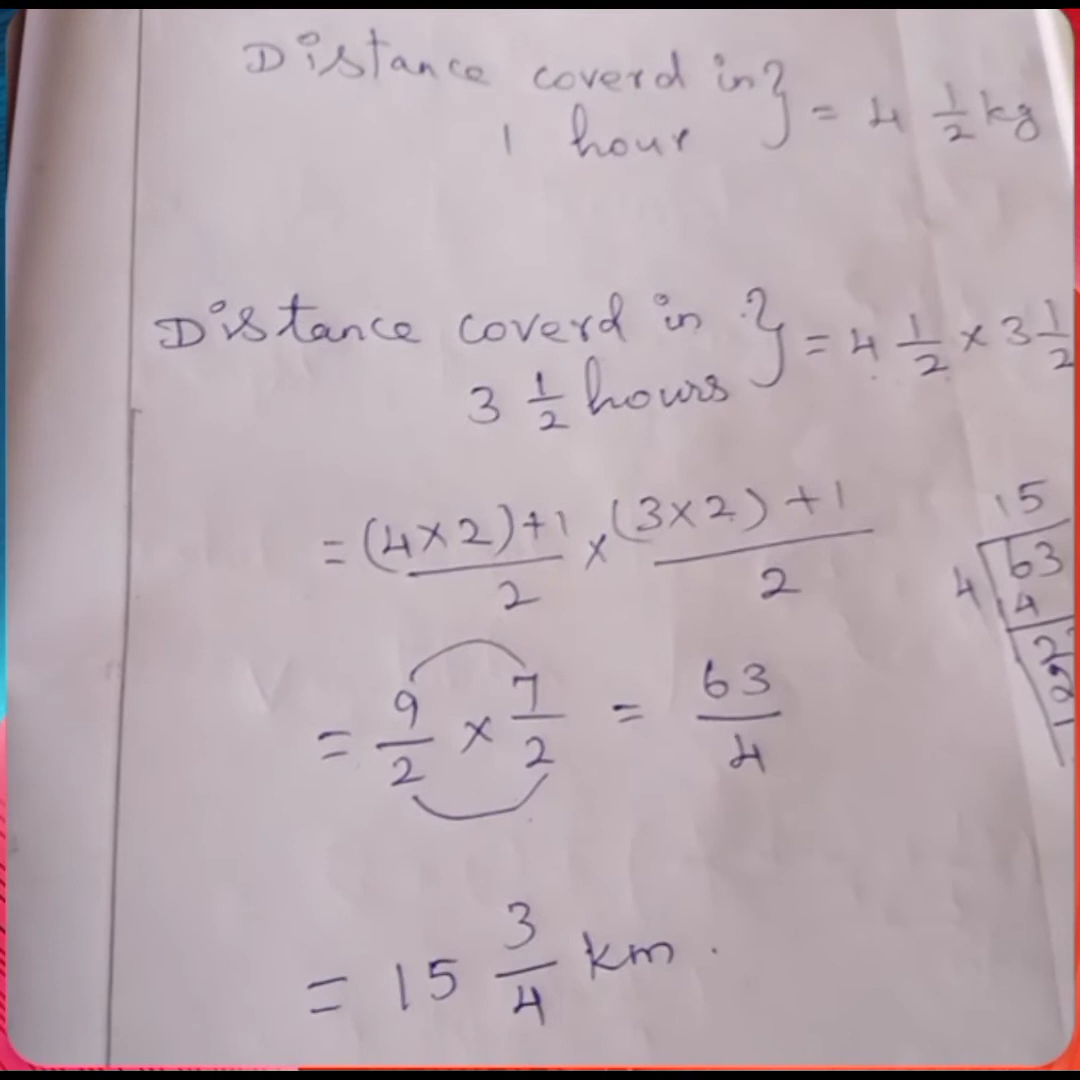 Distance coverd in } = 4 1/2 kg
1 hour
Distance coverd in } = 4 1/2 × 3 1/2
3 1/2 hours
= (4×2)+1/2 × (3×2)+1/2
= 9/2 × 7/2 = 63/4
= 15 3/4 km.
15
4 63
4